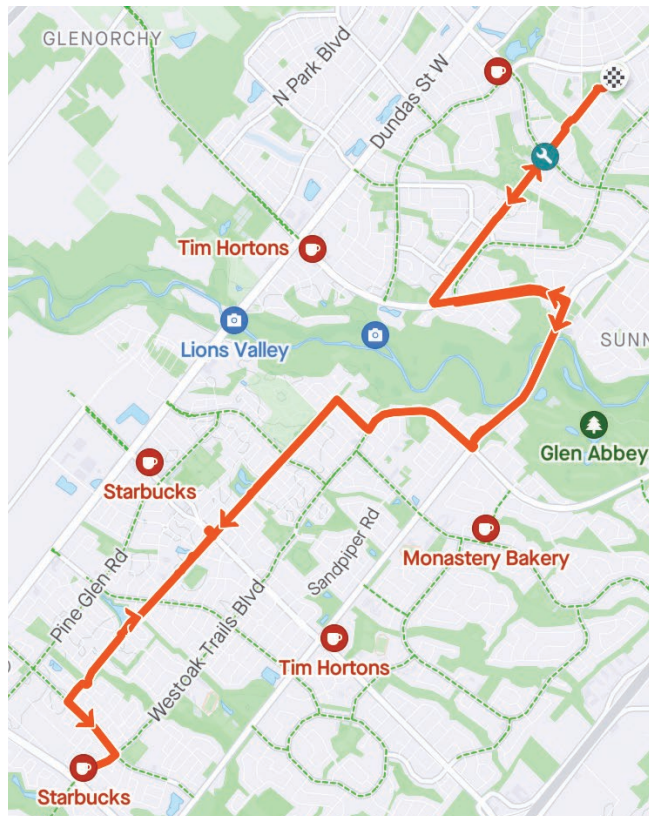 GLENORCHY
N Park Blvd
Dundas St W
Tim Hortons
Lions Valley
SUNN
Glen Abbey
Starbucks
Monastery Bakery
Sandpiper Rd
Pine Glen Rd
Westoak Trails Blvd
Tim Hortons
Starbucks